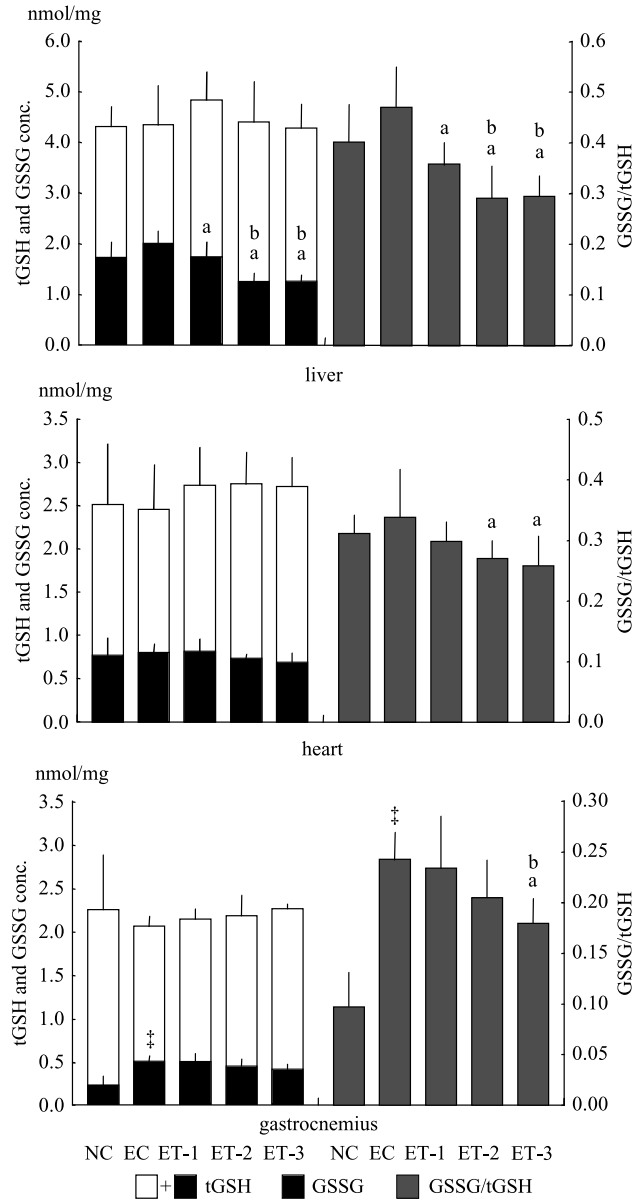 nmol/mg
6.0
5.0
4.0
3.0
2.0
1.0
0.0
tGSH and GSSG conc.
a
b
a
b
a
a
b
a
b
a
0.6
0.5
0.4
0.3
0.2
0.1
0.0
GSSG/tGSH
liver
nmol/mg
3.5
3.0
2.5
2.0
1.5
1.0
0.5
0.0
tGSH and GSSG conc.
a
a
0.5
0.4
0.3
0.2
0.1
0.0
GSSG/tGSH
heart
nmol/mg
3.5
3.0
2.5
2.0
1.5
1.0
0.5
0.0
tGSH and GSSG conc.
‡
‡
b
a
0.30
0.25
0.20
0.15
0.10
0.05
0.00
GSSG/tGSH
gastrocnemius
NC EC ET-1 ET-2 ET-3 NC EC ET-1 ET-2 ET-3
+ tGSH GSSG GSSG/tGSH